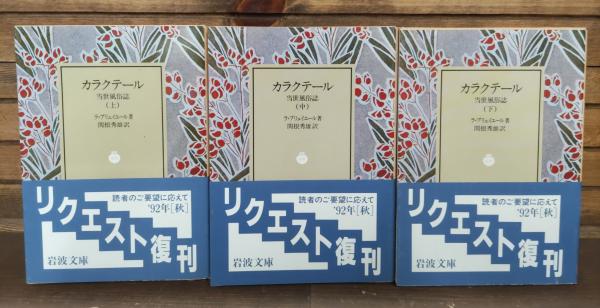 カラクテール
当世風俗誌
(上)
ラ・ブリュイエール著
関根秀雄訳
読者のご要望に応えて
'92年[秋]
リクエスト復刊
岩波文庫
カラクテール
当世風俗誌
(中)
ラ・ブリュイエール著
関根秀雄訳
読者のご要望に応えて
'92年[秋]
リクエスト復刊
岩波文庫
カラクテール
当世風俗誌
(下)
ラ・ブリュイエール著
関根秀雄訳
読者のご要望に応えて
'92年[秋]
リクエスト復刊
岩波文庫